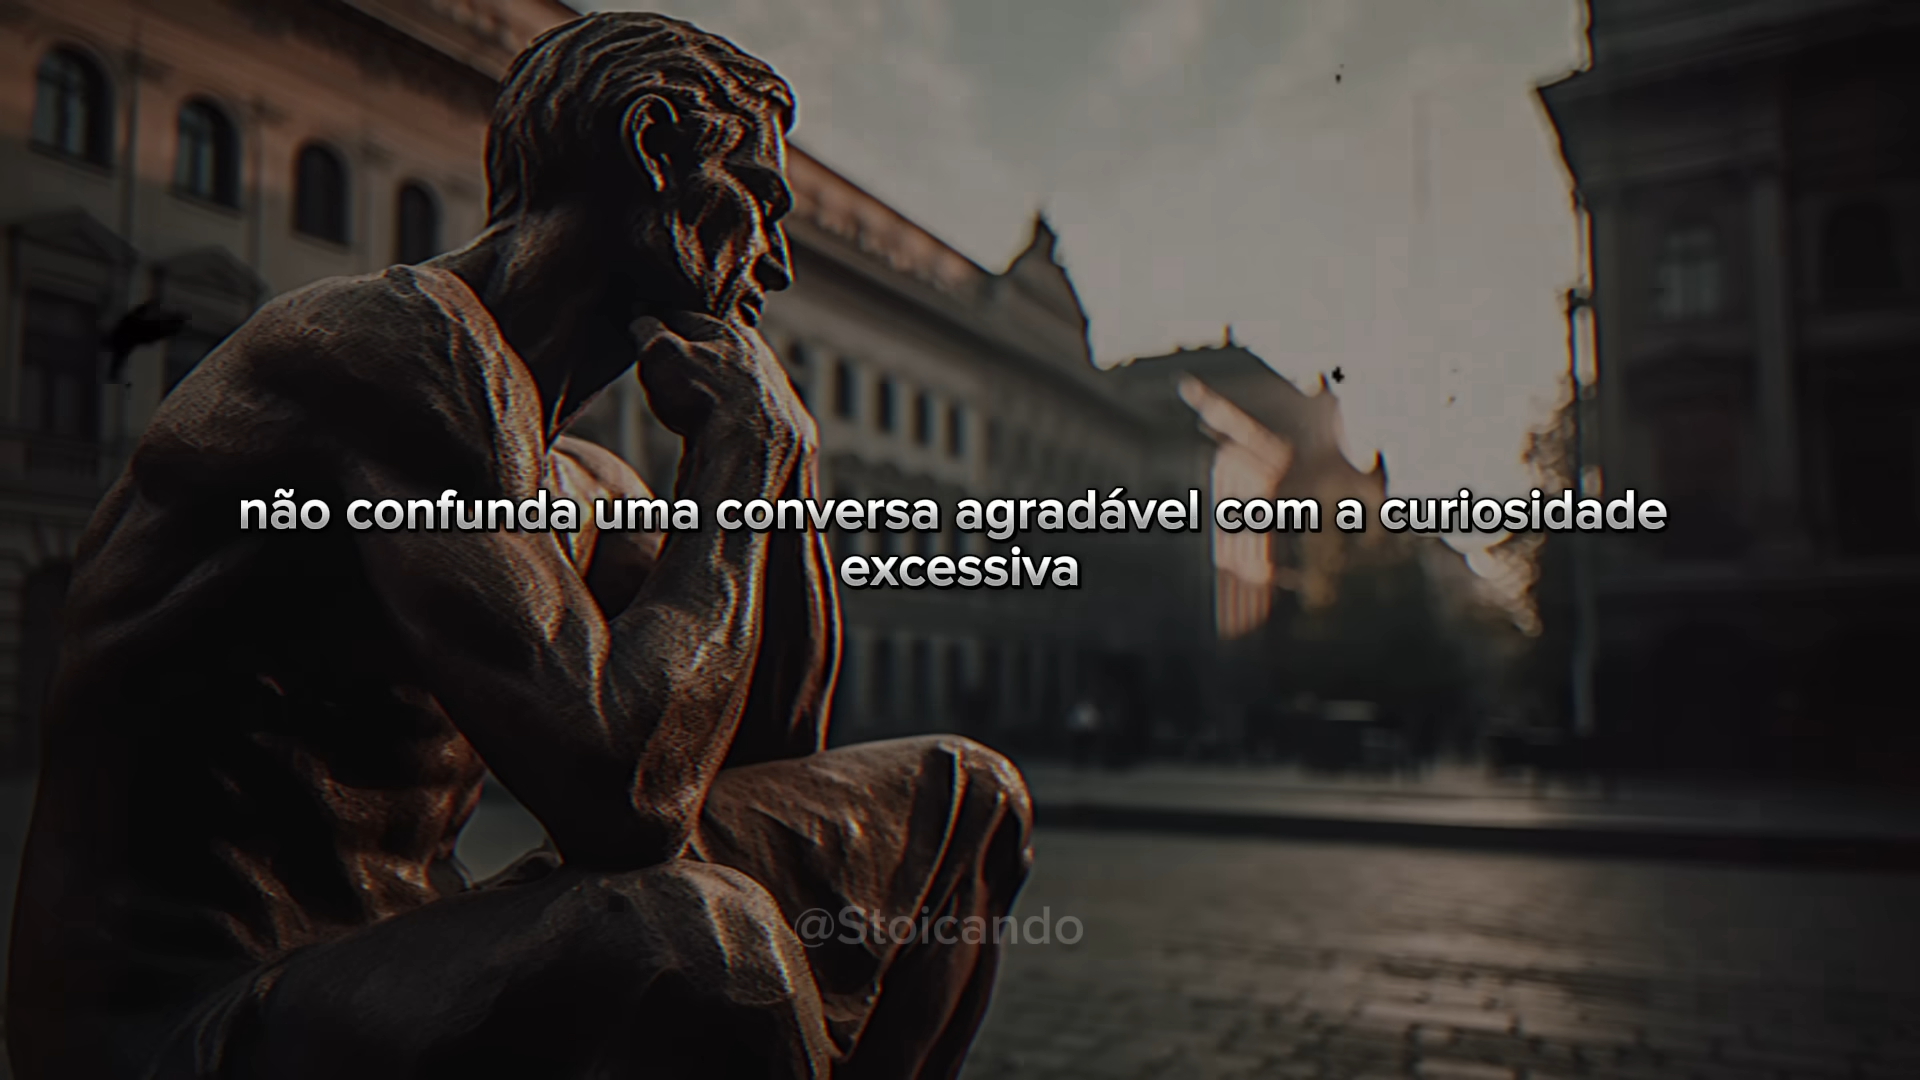 não confunda uma conversa agradável com a curiosidade
excessiva
@Stoicando